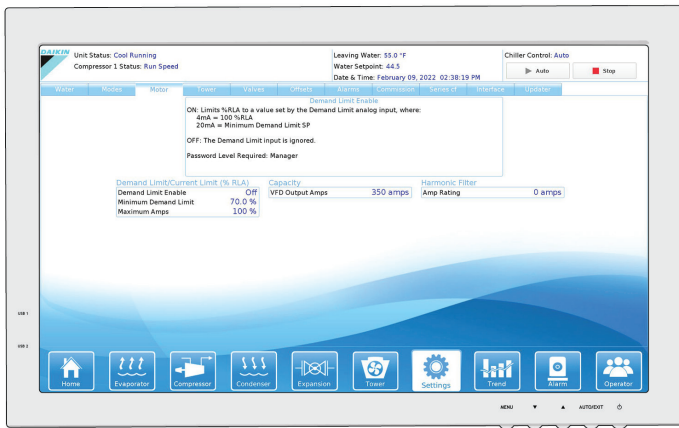 DAIKIN
Unit Status: Cool Running
Compressor 1 Status: Run Speed
Leaving Water: 55.0 °F
Water Setpoint: 44.5
Date & Time: February 09, 2022 02:38:19 PM
Chiller Control: Auto
Auto
Stop
Water Modes Motor Tower Valves Offsets Alarms Commission Series cf Interface Updater
Demand Limit Enable
ON: Limits %RLA to a value set by the Demand Limit analog input, where:
4mA = 100 %RLA
20mA = Minimum Demand Limit SP
OFF: The Demand Limit input is ignored.
Password Level Required: Manager
Demand Limit/Current Limit (% RLA)
Demand Limit Enable Off
Minimum Demand Limit 70.0 %
Maximum Amps 100 %
Capacity
VFD Output Amps 350 amps
Harmonic Filter
Amp Rating 0 amps
USB 1
USB 2
Home Evaporator Compressor Condenser Expansion Tower Settings Trend Alarm Operator
MENU ▼ ▲ AUTO/EXIT